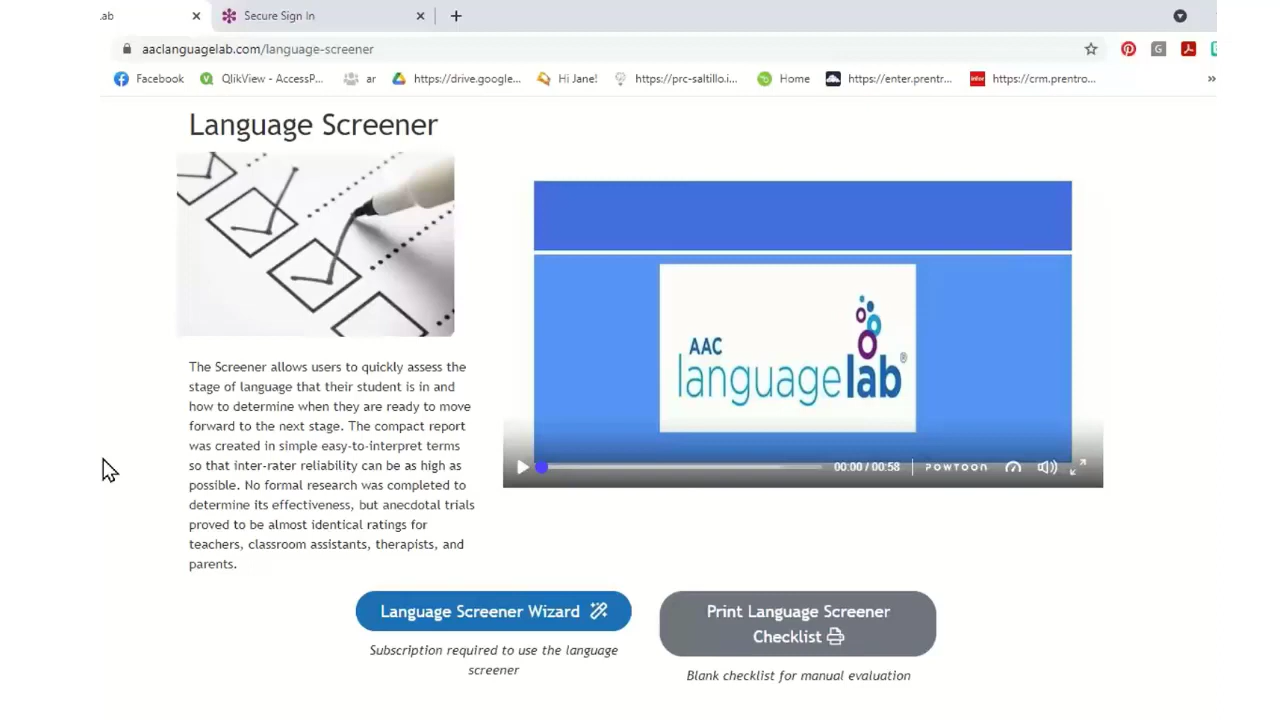 .ab
Secure Sign In
aaclanguagelab.com/language-screener
Facebook
QlikView - AccessP...
ar
https://drive.google...
Hi Jane!
https://prc-saltillo.i...
Home
https://enter.prentr...
https://crm.prentro...
Language Screener
AAC
languagelab®
The Screener allows users to quickly assess the
stage of language that their student is in and
how to determine when they are ready to move
forward to the next stage. The compact report
was created in simple easy-to-interpret terms
so that inter-rater reliability can be as high as
possible. No formal research was completed to
determine its effectiveness, but anecdotal trials
proved to be almost identical ratings for
teachers, classroom assistants, therapists, and
parents.
00:00 / 00:58
POWTOON
Language Screener Wizard
Subscription required to use the language
screener
Print Language Screener
Checklist
Blank checklist for manual evaluation